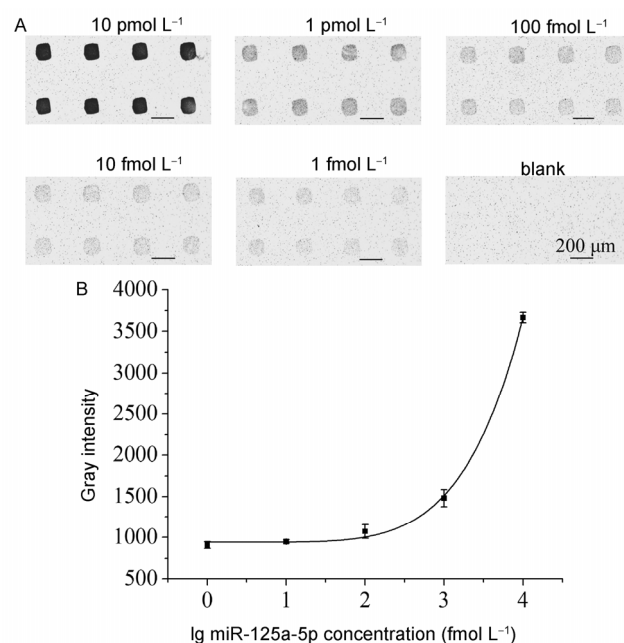 A
10 pmol L⁻¹
1 pmol L⁻¹
100 fmol L⁻¹
10 fmol L⁻¹
1 fmol L⁻¹
blank
200 μm
B
4000
3500
3000
2500
2000
1500
1000
500
Gray intensity
0 1 2 3 4
lg miR-125a-5p concentration (fmol L⁻¹)